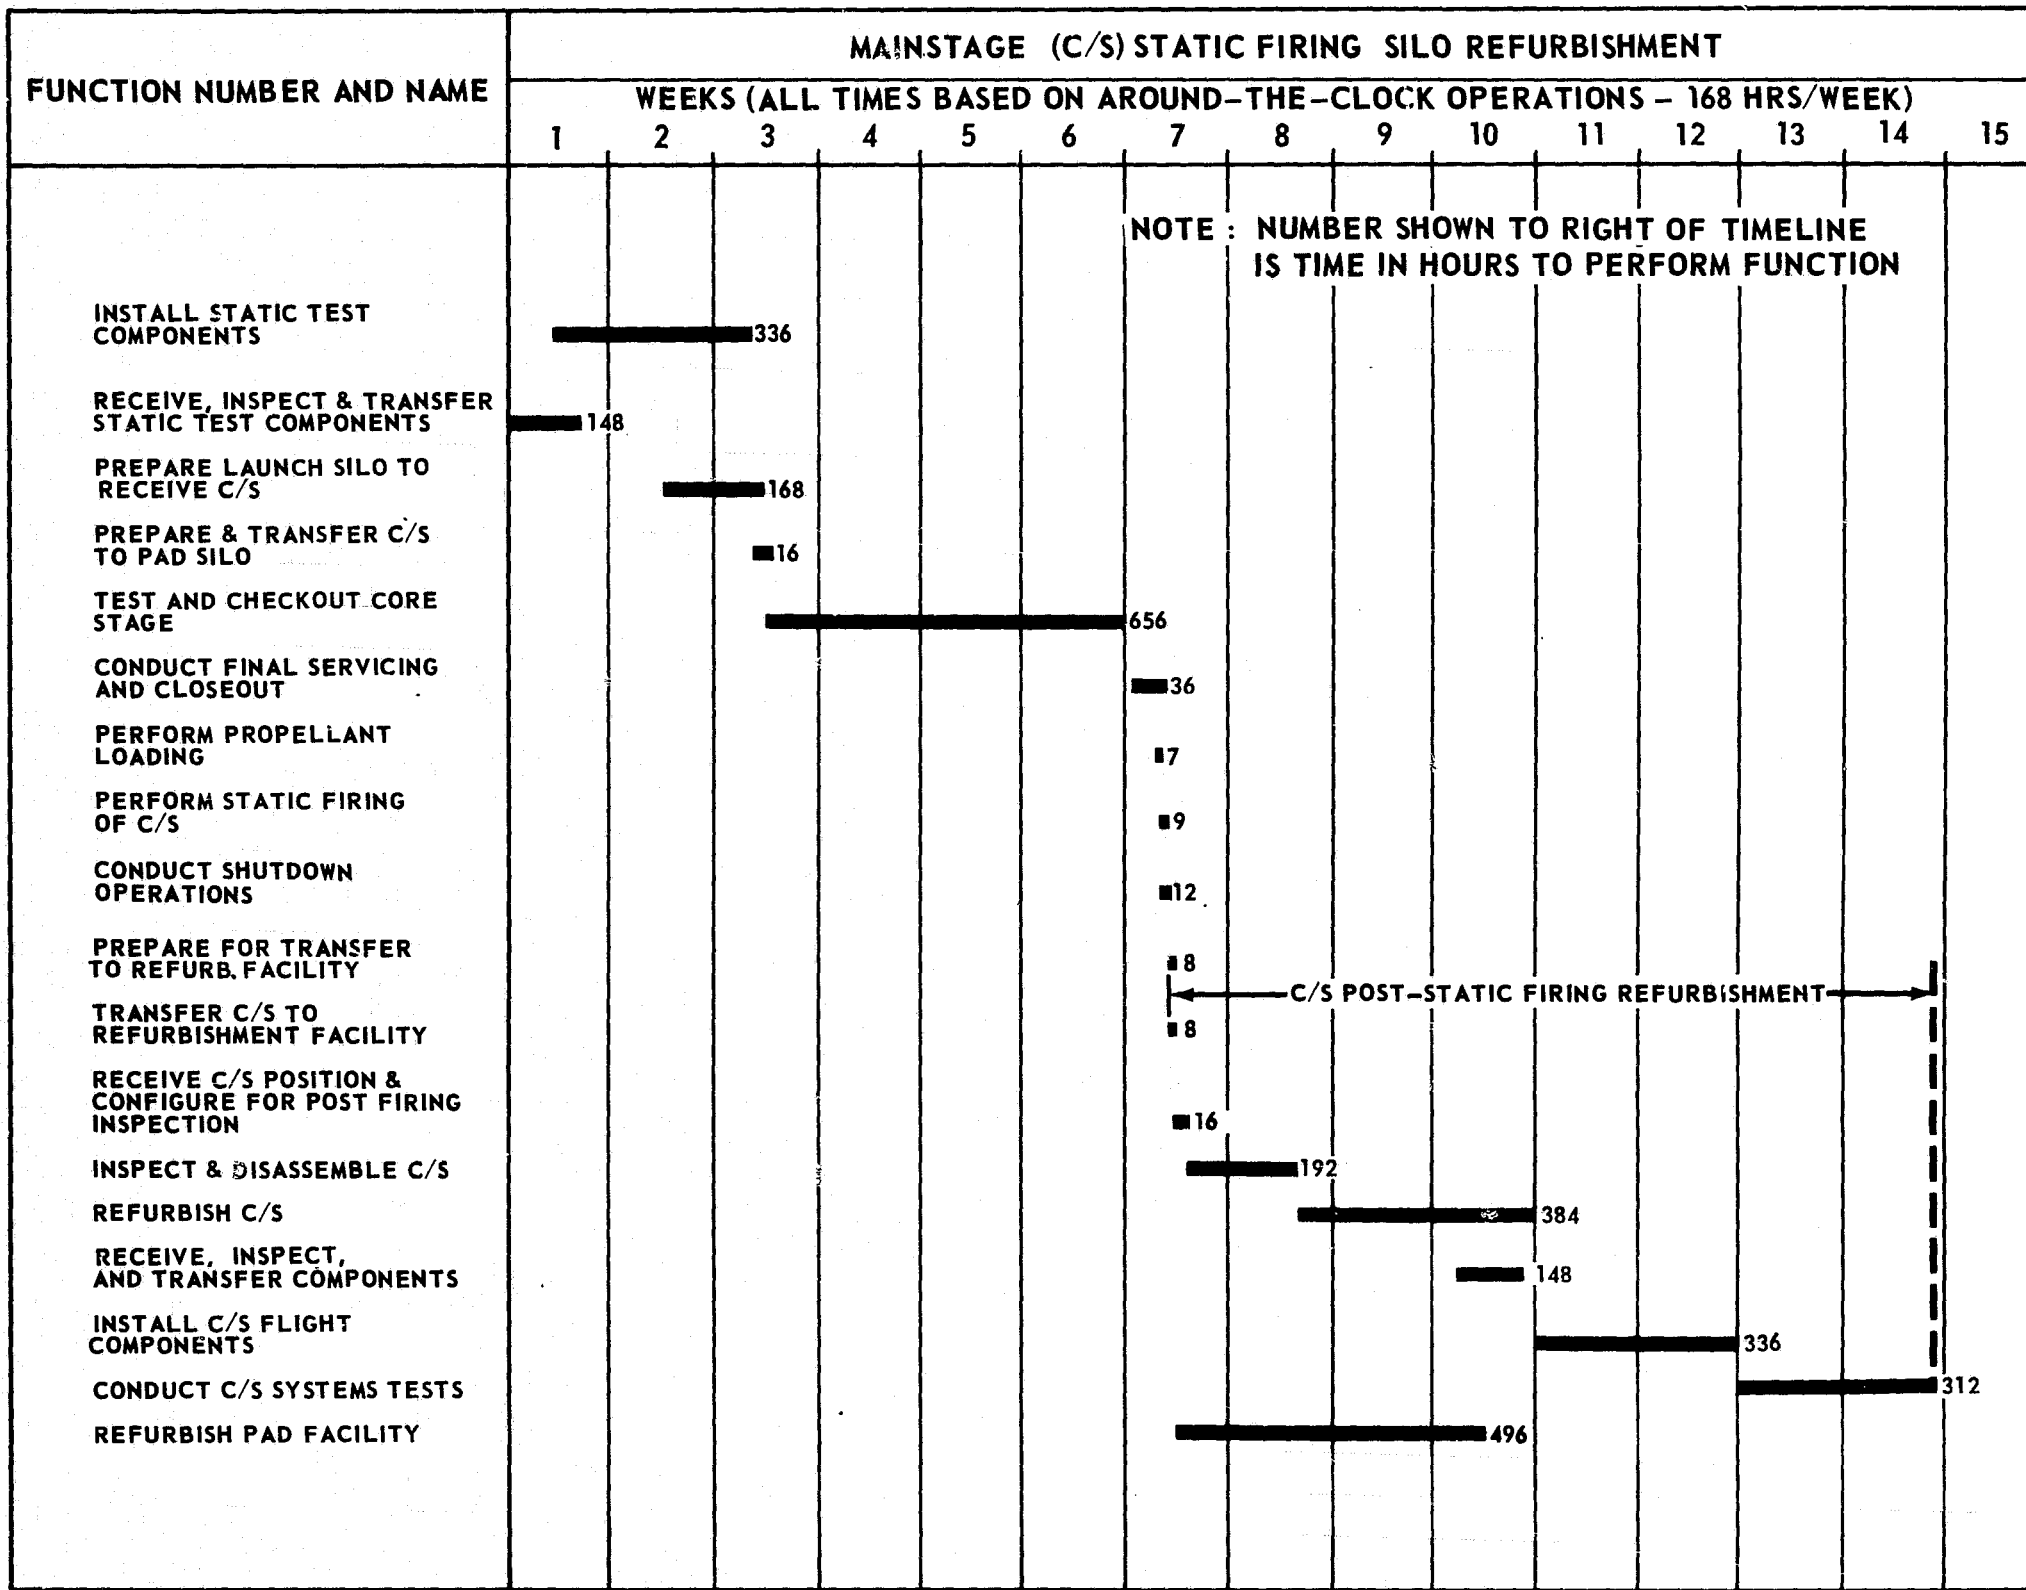 MAINSTAGE (C/S) STATIC FIRING SILO REFURBISHMENT
FUNCTION NUMBER AND NAME
WEEKS (ALL TIMES BASED ON AROUND-THE-CLOCK OPERATIONS - 168 HRS/WEEK)
1 2 3 4 5 6 7 8 9 10 11 12 13 14 15
NOTE : NUMBER SHOWN TO RIGHT OF TIMELINE
IS TIME IN HOURS TO PERFORM FUNCTION
INSTALL STATIC TEST
COMPONENTS
336
RECEIVE, INSPECT & TRANSFER
STATIC TEST COMPONENTS
148
PREPARE LAUNCH SILO TO
RECEIVE C/S
168
PREPARE & TRANSFER C/S
TO PAD SILO
16
TEST AND CHECKOUT CORE
STAGE
656
CONDUCT FINAL SERVICING
AND CLOSEOUT
36
PERFORM PROPELLANT
LOADING
7
PERFORM STATIC FIRING
OF C/S
9
CONDUCT SHUTDOWN
OPERATIONS
12
PREPARE FOR TRANSFER
TO REFURB. FACILITY
8
C/S POST-STATIC FIRING REFURBISHMENT
TRANSFER C/S TO
REFURBISHMENT FACILITY
8
RECEIVE C/S POSITION &
CONFIGURE FOR POST FIRING
INSPECTION
16
INSPECT & DISASSEMBLE C/S
192
REFURBISH C/S
384
RECEIVE, INSPECT,
AND TRANSFER COMPONENTS
148
INSTALL C/S FLIGHT
COMPONENTS
336
CONDUCT C/S SYSTEMS TESTS
312
REFURBISH PAD FACILITY
496